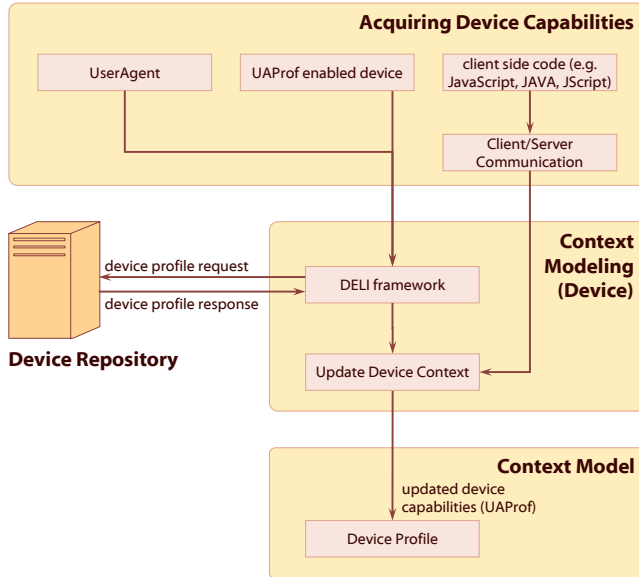 Acquiring Device Capabilities
UserAgent
UAProf enabled device
client side code (e.g.
JavaScript, JAVA, JScript)
Client/Server
Communication
Context
Modeling
(Device)
device profile request
DELI framework
device profile response
Device Repository
Update Device Context
Context Model
updated device
capabilities (UAProf)
Device Profile